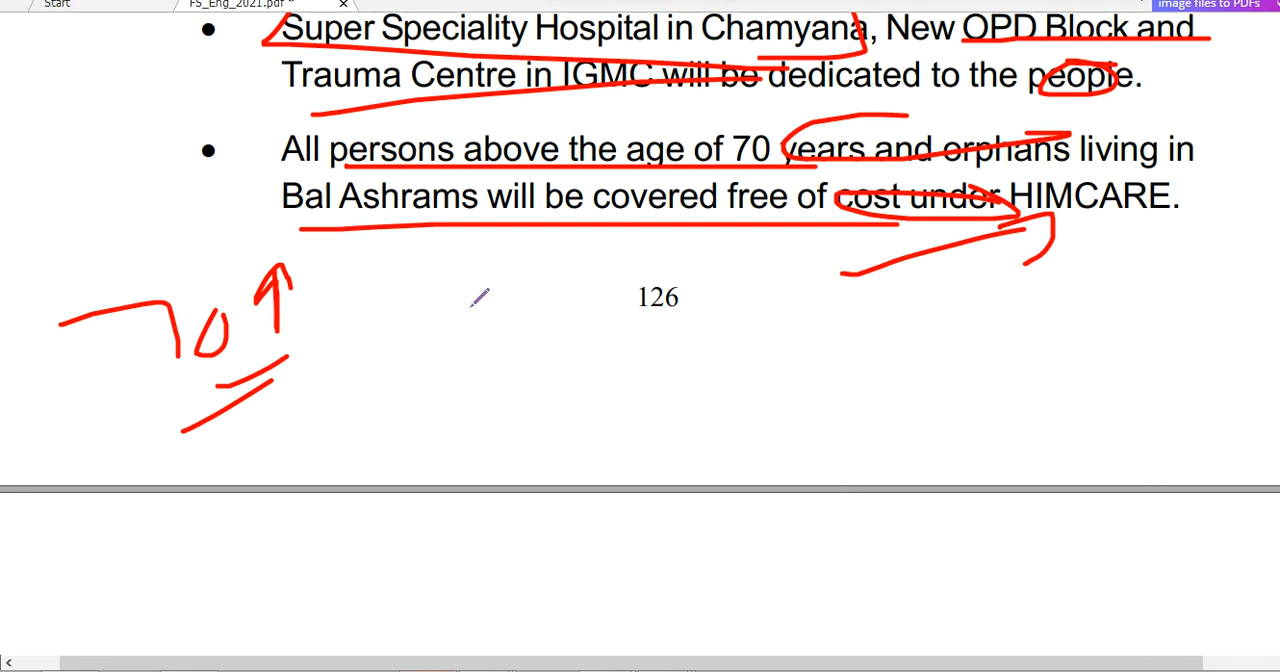 Start FS_Eng_2021.pdf * × image files to PDFs
• Super Speciality Hospital in Chamyana, New OPD Block and
Trauma Centre in IGMC will be dedicated to the people.
• All persons above the age of 70 years and orphans living in
Bal Ashrams will be covered free of cost under HIMCARE.
70 ↑
126